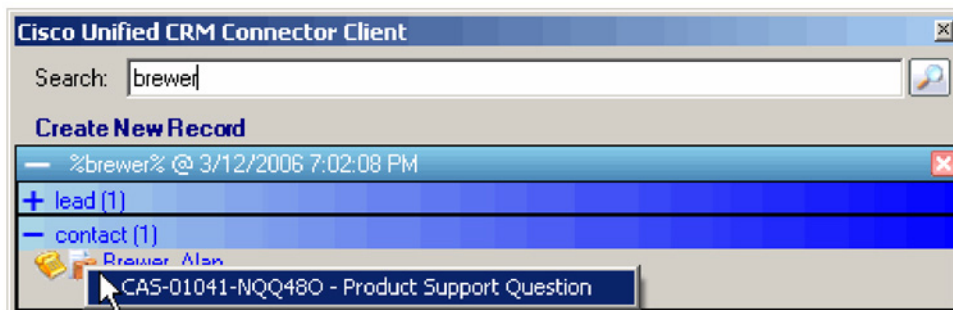 Cisco Unified CRM Connector Client
Search: brewer
Create New Record
%brewer% @ 3/12/2006 7:02:08 PM
lead (1)
contact (1)
Brewer, Alan
CAS-01041-NQQ48O - Product Support Question